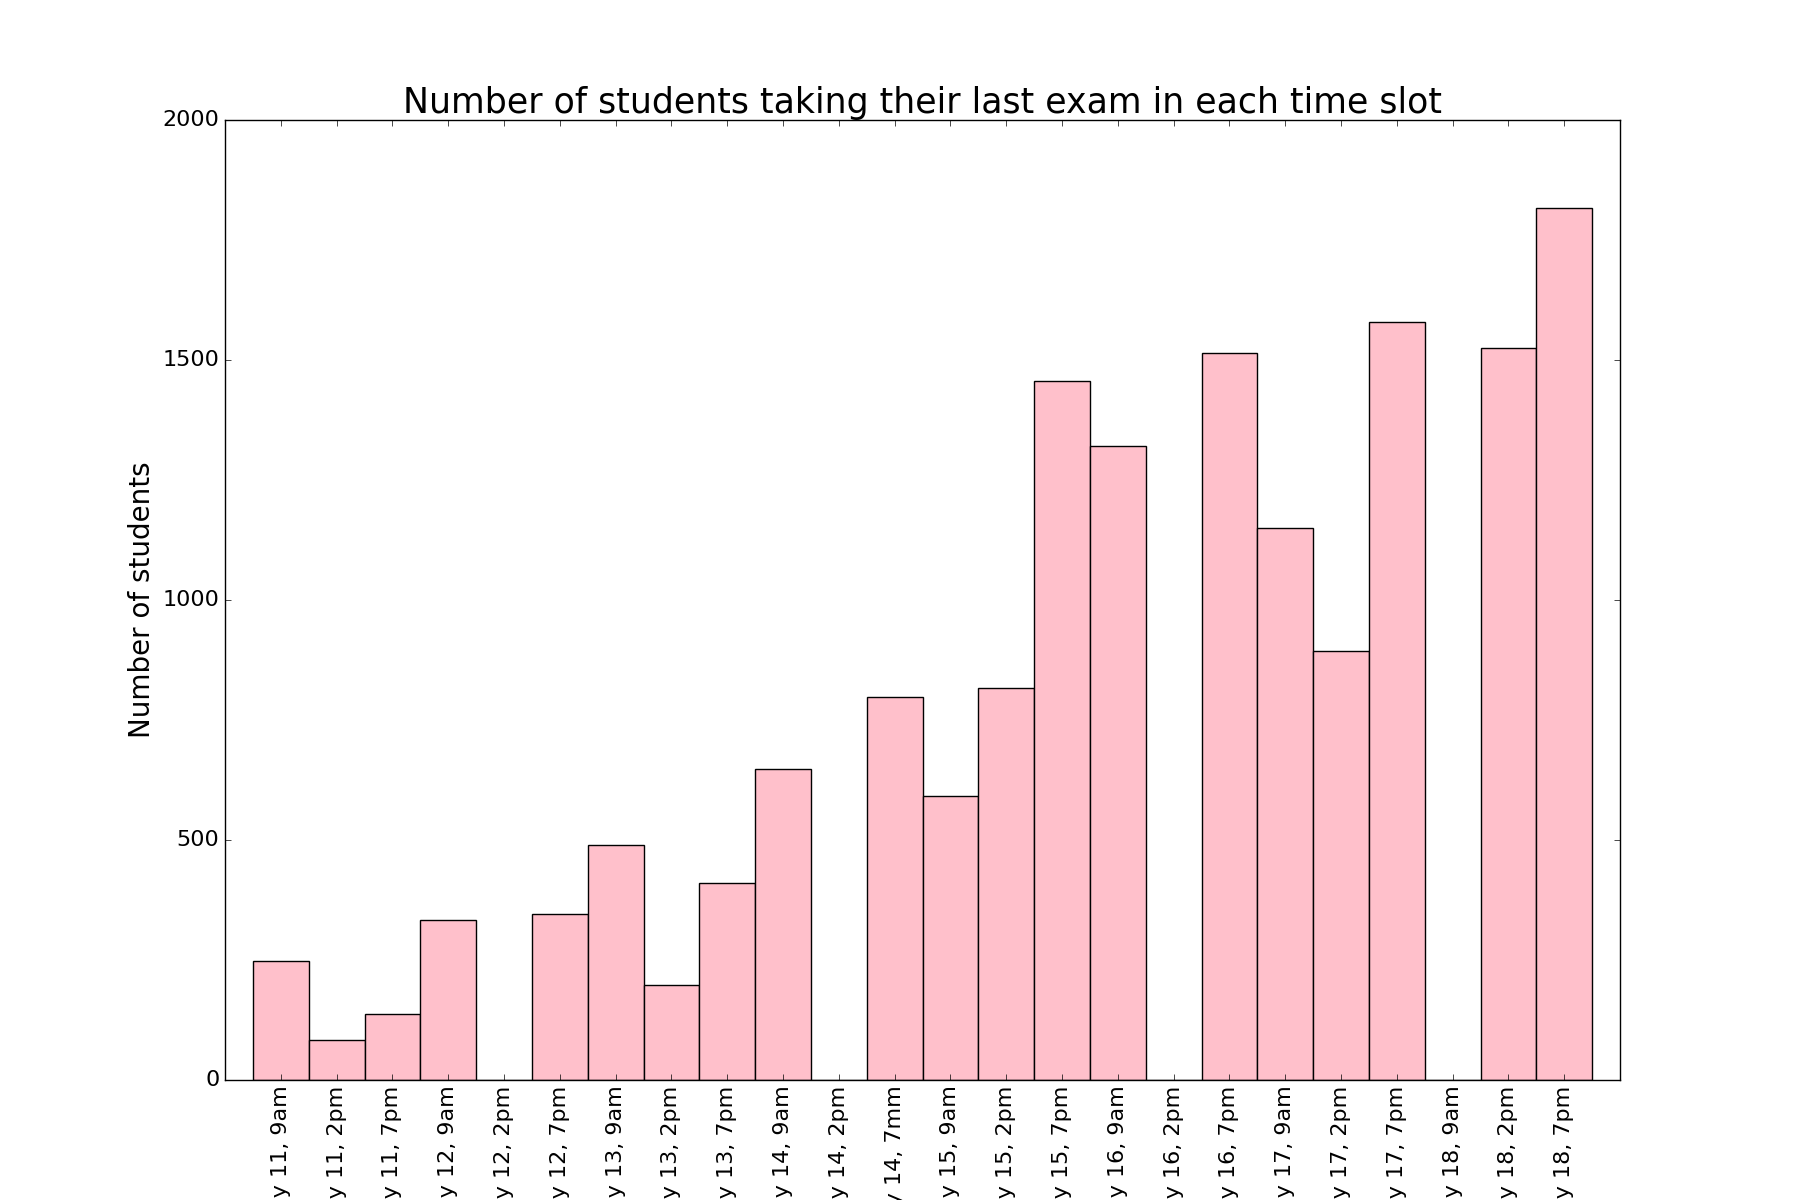 Number of students taking their last exam in each time slot
Number of students
2000
1500
1000
500
0
y 11, 9am
y 11, 2pm
y 11, 7pm
y 12, 9am
y 12, 2pm
y 12, 7pm
y 13, 9am
y 13, 2pm
y 13, 7pm
y 14, 9am
y 14, 2pm
y 14, 7mm
y 15, 9am
y 15, 2pm
y 15, 7pm
y 16, 9am
y 16, 2pm
y 16, 7pm
y 17, 9am
y 17, 2pm
y 17, 7pm
y 18, 9am
y 18, 2pm
y 18, 7pm